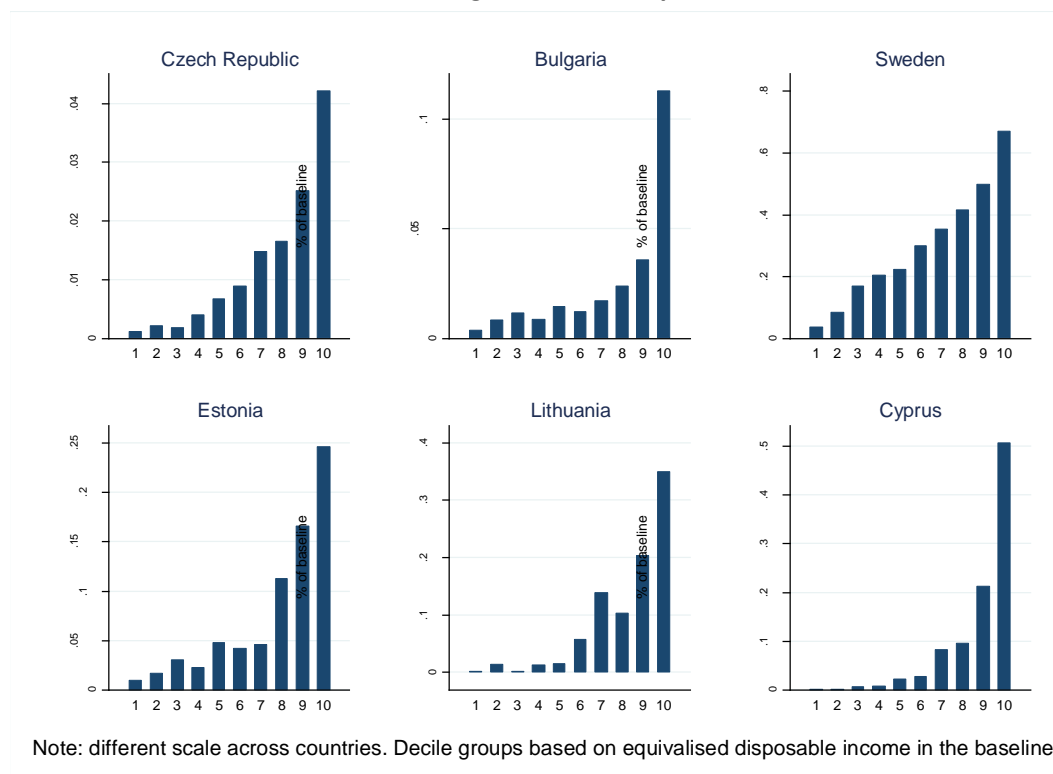 Czech Republic
Bulgaria
Sweden
.04
.03
.02
.01
0
% of baseline
1 2 3 4 5 6 7 8 9 10
.1
.05
0
% of baseline
1 2 3 4 5 6 7 8 9 10
.8
.6
.4
.2
0
1 2 3 4 5 6 7 8 9 10
Estonia
Lithuania
Cyprus
.25
.2
.15
.1
.05
0
% of baseline
1 2 3 4 5 6 7 8 9 10
.4
.3
.2
.1
0
% of baseline
1 2 3 4 5 6 7 8 9 10
.5
.4
.3
.2
.1
0
1 2 3 4 5 6 7 8 9 10
Note: different scale across countries. Decile groups based on equivalised disposable income in the baseline